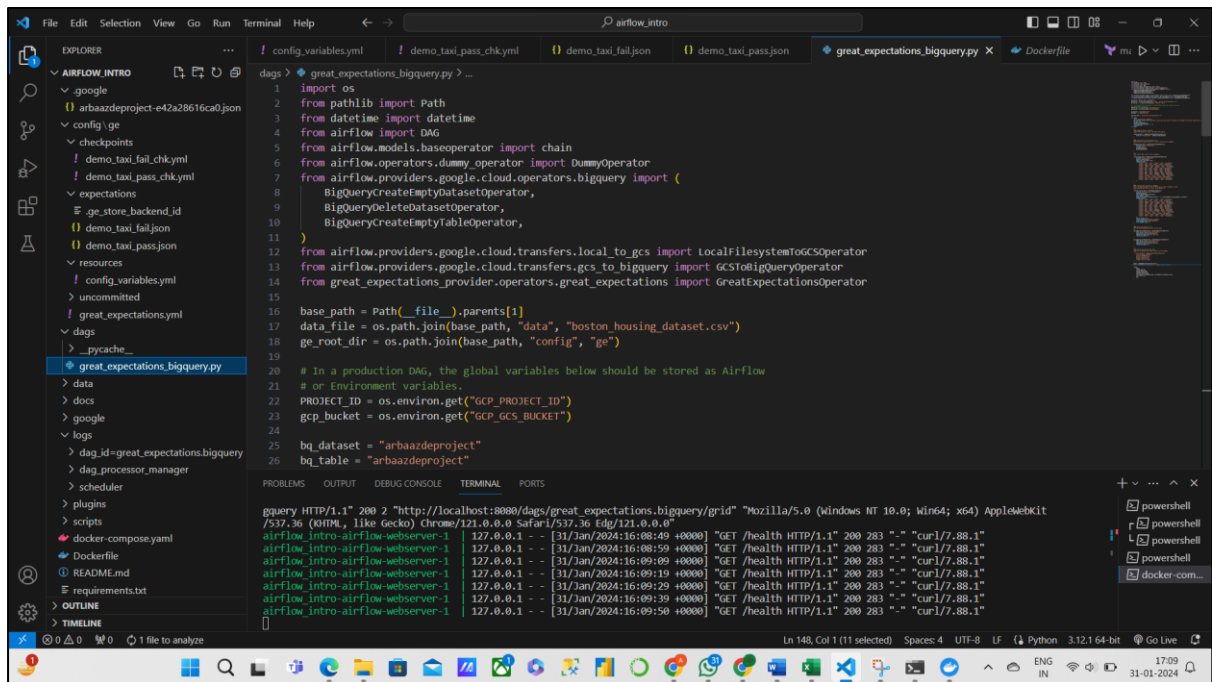 File Edit Selection View Go Run Terminal Help
airflow_intro
EXPLORER
AIRFLOW_INTRO
.google
arbaazdeproject-e42a28616ca0.json
config \ ge
checkpoints
demo_taxi_fail_chk.yml
demo_taxi_pass_chk.yml
expectations
.ge_store_backend_id
demo_taxi_fail.json
demo_taxi_pass.json
resources
config_variables.yml
uncommitted
great_expectations.yml
dags
__pycache__
great_expectations_bigquery.py
data
docs
google
logs
dag_id=great_expectations.bigquery
dag_processor_manager
scheduler
plugins
scripts
docker-compose.yaml
Dockerfile
README.md
requirements.txt
OUTLINE
TIMELINE
config_variables.yml demo_taxi_pass_chk.yml demo_taxi_fail.json demo_taxi_pass.json great_expectations_bigquery.py Dockerfile
dags > great_expectations_bigquery.py > ...
1 import os
2 from pathlib import Path
3 from datetime import datetime
4 from airflow import DAG
5 from airflow.models.baseoperator import chain
6 from airflow.operators.dummy_operator import DummyOperator
7 from airflow.providers.google.cloud.operators.bigquery import (
8 BigQueryCreateEmptyDatasetOperator,
9 BigQueryDeleteDatasetOperator,
10 BigQueryCreateEmptyTableOperator,
11 )
12 from airflow.providers.google.cloud.transfers.local_to_gcs import LocalFilesystemToGCSOperator
13 from airflow.providers.google.cloud.transfers.gcs_to_bigquery import GCSToBigQueryOperator
14 from great_expectations_provider.operators.great_expectations import GreatExpectationsOperator
15
16 base_path = Path(__file__).parents[1]
17 data_file = os.path.join(base_path, "data", "boston_housing_dataset.csv")
18 ge_root_dir = os.path.join(base_path, "config", "ge")
19
20 # In a production DAG, the global variables below should be stored as Airflow
21 # or Environment variables.
22 PROJECT_ID = os.environ.get("GCP_PROJECT_ID")
23 gcp_bucket = os.environ.get("GCP_GCS_BUCKET")
24
25 bq_dataset = "arbaazdeproject"
26 bq_table = "arbaazdeproject"
PROBLEMS OUTPUT DEBUG CONSOLE TERMINAL PORTS
gquery HTTP/1.1" 200 2 "http://localhost:8080/dags/great_expectations.bigquery/grid" "Mozilla/5.0 (Windows NT 10.0; Win64; x64) AppleWebKit
/537.36 (KHTML, like Gecko) Chrome/121.0.0.0 Safari/537.36 Edg/121.0.0.0"
airflow_intro-airflow-webserver-1 | 127.0.0.1 - - [31/Jan/2024:16:08:49 +0000] "GET /health HTTP/1.1" 200 283 "-" "curl/7.88.1"
airflow_intro-airflow-webserver-1 | 127.0.0.1 - - [31/Jan/2024:16:08:59 +0000] "GET /health HTTP/1.1" 200 283 "-" "curl/7.88.1"
airflow_intro-airflow-webserver-1 | 127.0.0.1 - - [31/Jan/2024:16:09:09 +0000] "GET /health HTTP/1.1" 200 283 "-" "curl/7.88.1"
airflow_intro-airflow-webserver-1 | 127.0.0.1 - - [31/Jan/2024:16:09:19 +0000] "GET /health HTTP/1.1" 200 283 "-" "curl/7.88.1"
airflow_intro-airflow-webserver-1 | 127.0.0.1 - - [31/Jan/2024:16:09:29 +0000] "GET /health HTTP/1.1" 200 283 "-" "curl/7.88.1"
airflow_intro-airflow-webserver-1 | 127.0.0.1 - - [31/Jan/2024:16:09:39 +0000] "GET /health HTTP/1.1" 200 283 "-" "curl/7.88.1"
airflow_intro-airflow-webserver-1 | 127.0.0.1 - - [31/Jan/2024:16:09:50 +0000] "GET /health HTTP/1.1" 200 283 "-" "curl/7.88.1"
powershell
powershell
powershell
powershell
docker-com...
0 0 0 1 file to analyze
Ln 148, Col 1 (11 selected) Spaces: 4 UTF-8 LF Python 3.12.1 64-bit Go Live
ENG
IN
17:09
31-01-2024